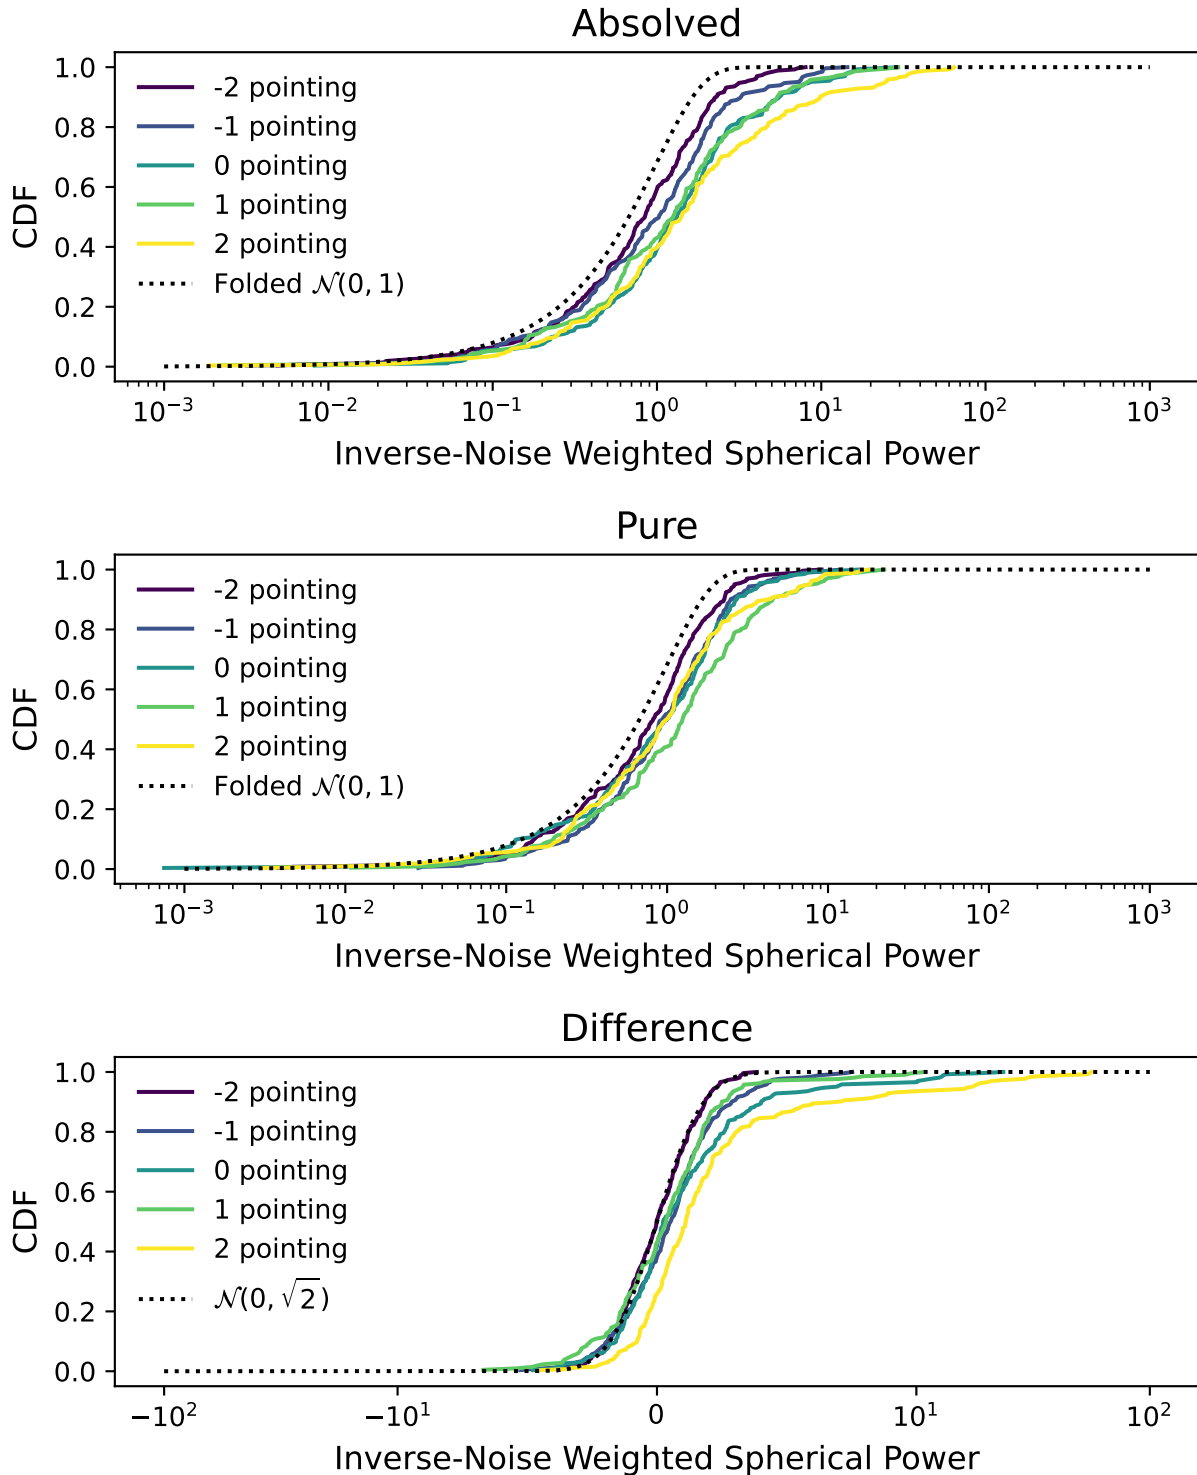 Absolved
CDF
1.0
0.8
0.6
0.4
0.2
0.0
-2 pointing
-1 pointing
0 pointing
1 pointing
2 pointing
Folded 𝒩(0, 1)
10⁻³ 10⁻² 10⁻¹ 10⁰ 10¹ 10² 10³
Inverse-Noise Weighted Spherical Power
Pure
CDF
1.0
0.8
0.6
0.4
0.2
0.0
-2 pointing
-1 pointing
0 pointing
1 pointing
2 pointing
Folded 𝒩(0, 1)
10⁻³ 10⁻² 10⁻¹ 10⁰ 10¹ 10² 10³
Inverse-Noise Weighted Spherical Power
Difference
CDF
1.0
0.8
0.6
0.4
0.2
0.0
-2 pointing
-1 pointing
0 pointing
1 pointing
2 pointing
𝒩(0, √2)
−10² −10¹ 0 10¹ 10²
Inverse-Noise Weighted Spherical Power